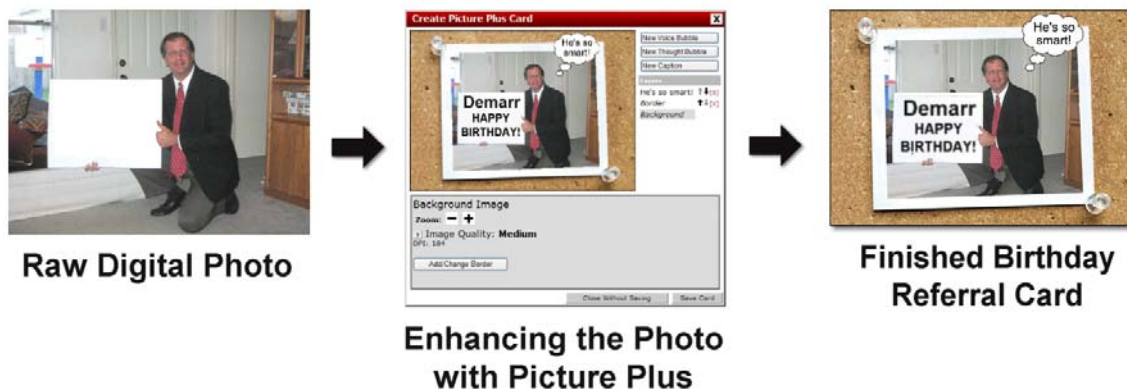 Create Picture Plus Card X
He's so
smart!
Demarr
HAPPY
BIRTHDAY!
New Voice Bubble
New Thought Bubble
New Caption
Layers
He's so smart! ↑↓[X]
Border ↑↓[X]
Background
Background Image
Zoom: − +
Image Quality: Medium
DPI: 184
Add/Change Border
Close Without Saving Save Card
He's so
smart!
Demarr
HAPPY
BIRTHDAY!
Raw Digital Photo
Enhancing the Photo
with Picture Plus
Finished Birthday
Referral Card